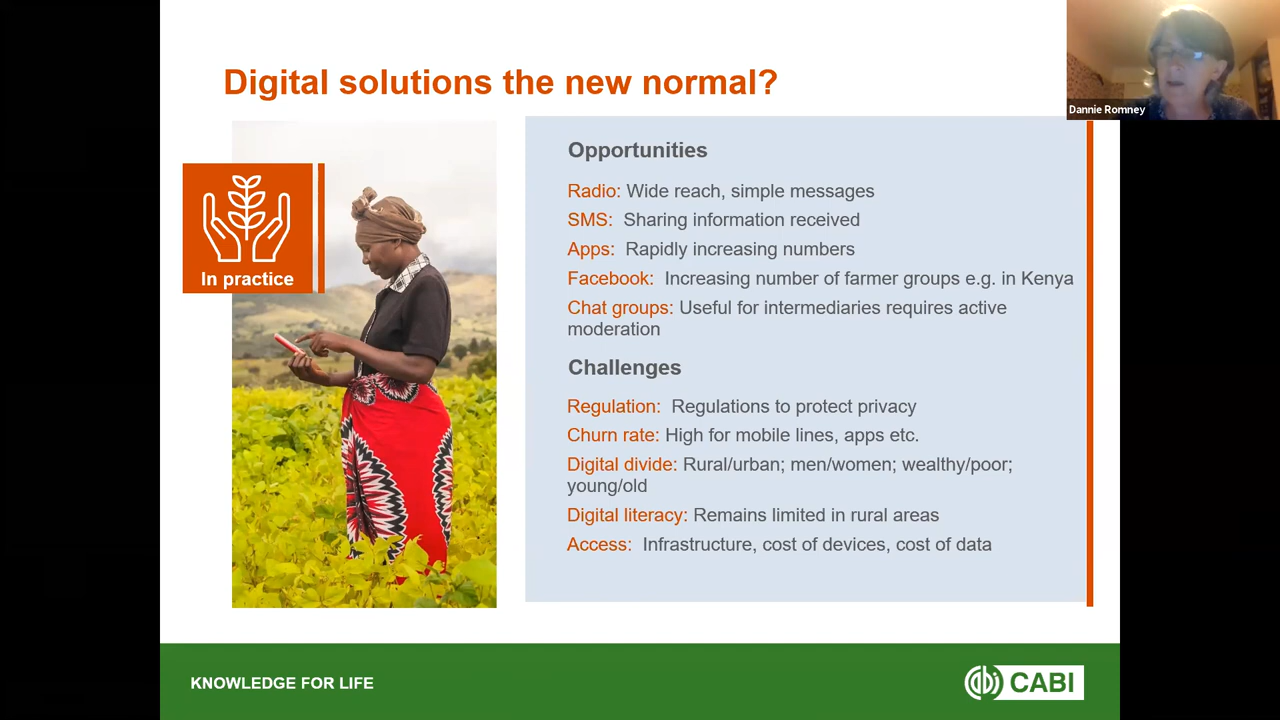 Digital solutions the new normal?
Dannie Romney
In practice
Opportunities
Radio: Wide reach, simple messages
SMS: Sharing information received
Apps: Rapidly increasing numbers
Facebook: Increasing number of farmer groups e.g. in Kenya
Chat groups: Useful for intermediaries requires active
moderation
Challenges
Regulation: Regulations to protect privacy
Churn rate: High for mobile lines, apps etc.
Digital divide: Rural/urban; men/women; wealthy/poor;
young/old
Digital literacy: Remains limited in rural areas
Access: Infrastructure, cost of devices, cost of data
KNOWLEDGE FOR LIFE
CABI